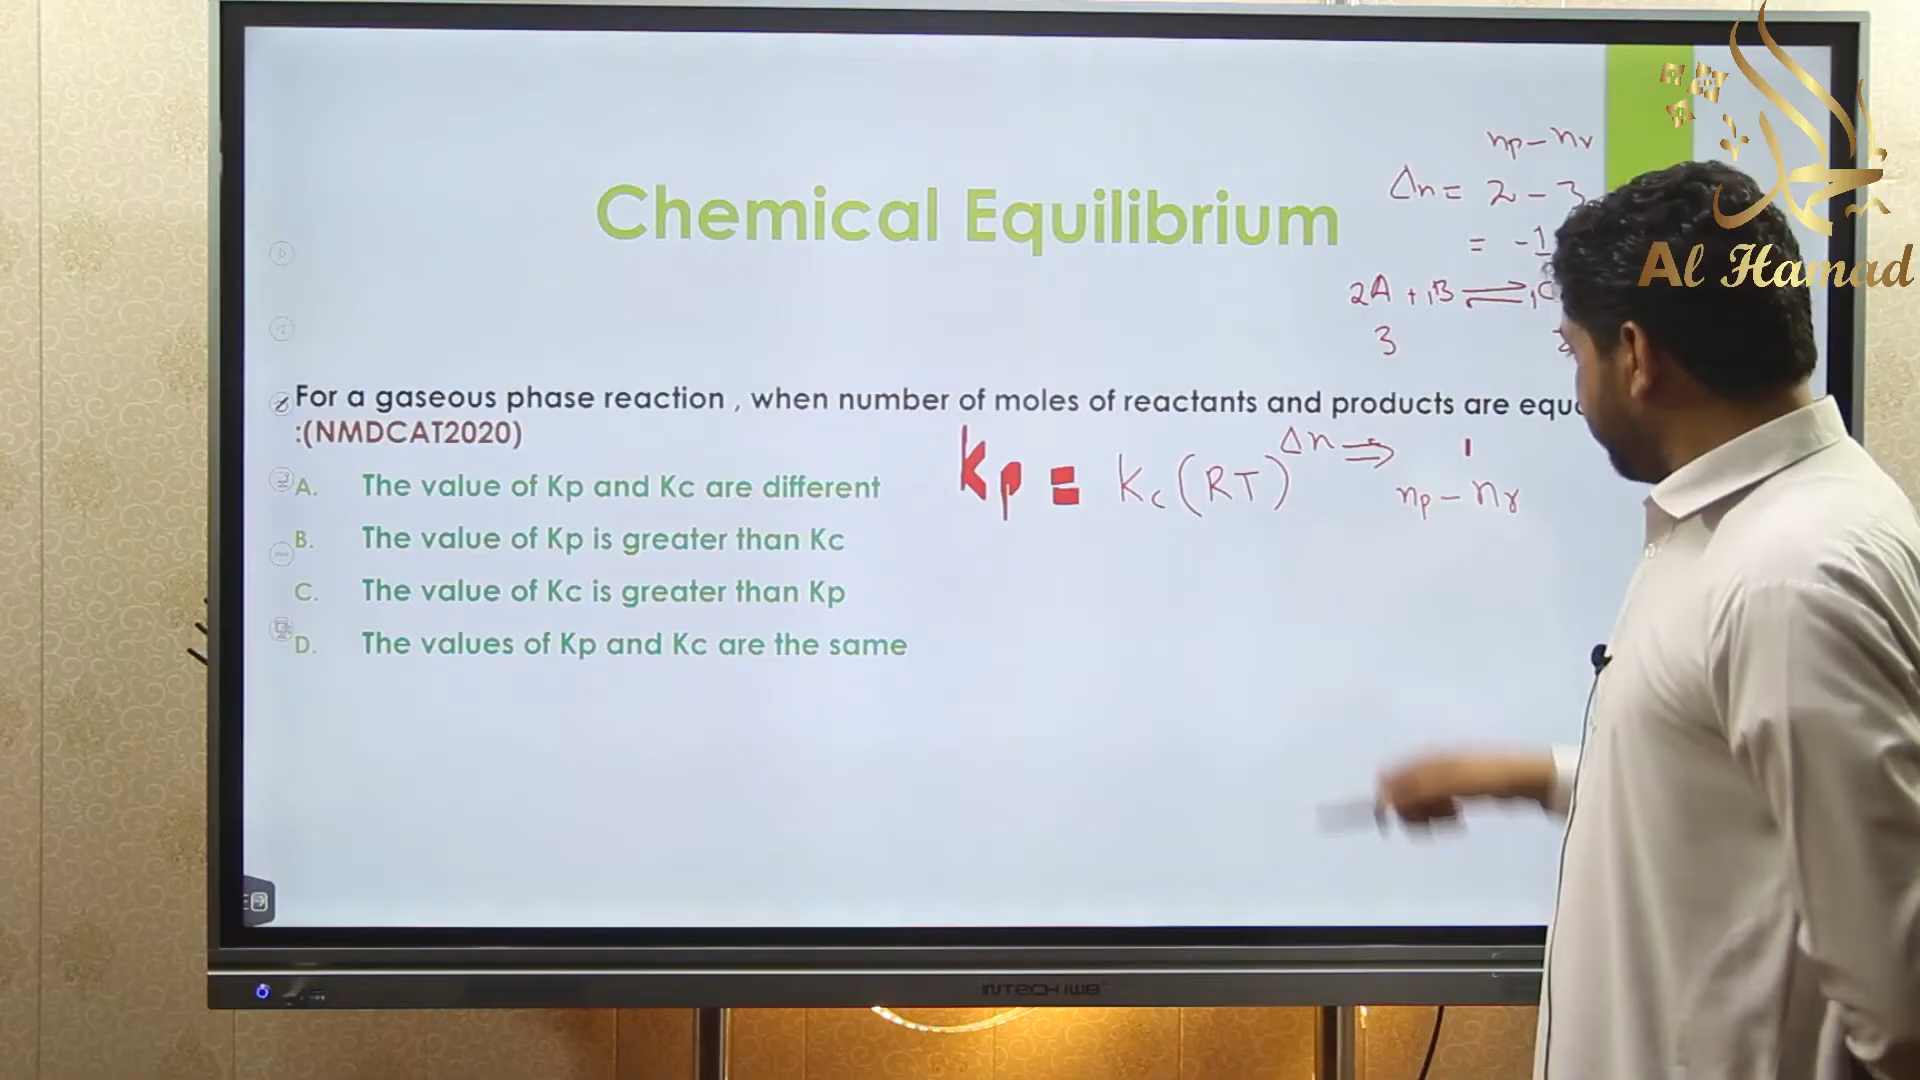 Al Hamad
np - nr
Δn = 2 - 3
= -1
Chemical Equilibrium
2A + 1B ⇌ 1C
3
For a gaseous phase reaction , when number of moles of reactants and products are
:(NMDCAT2020)
Kp = Kc (RT)^Δn ⇒ np - nr
A. The value of Kp and Kc are different
B. The value of Kp is greater than Kc
C. The value of Kc is greater than Kp
D. The values of Kp and Kc are the same
INTECH IWB